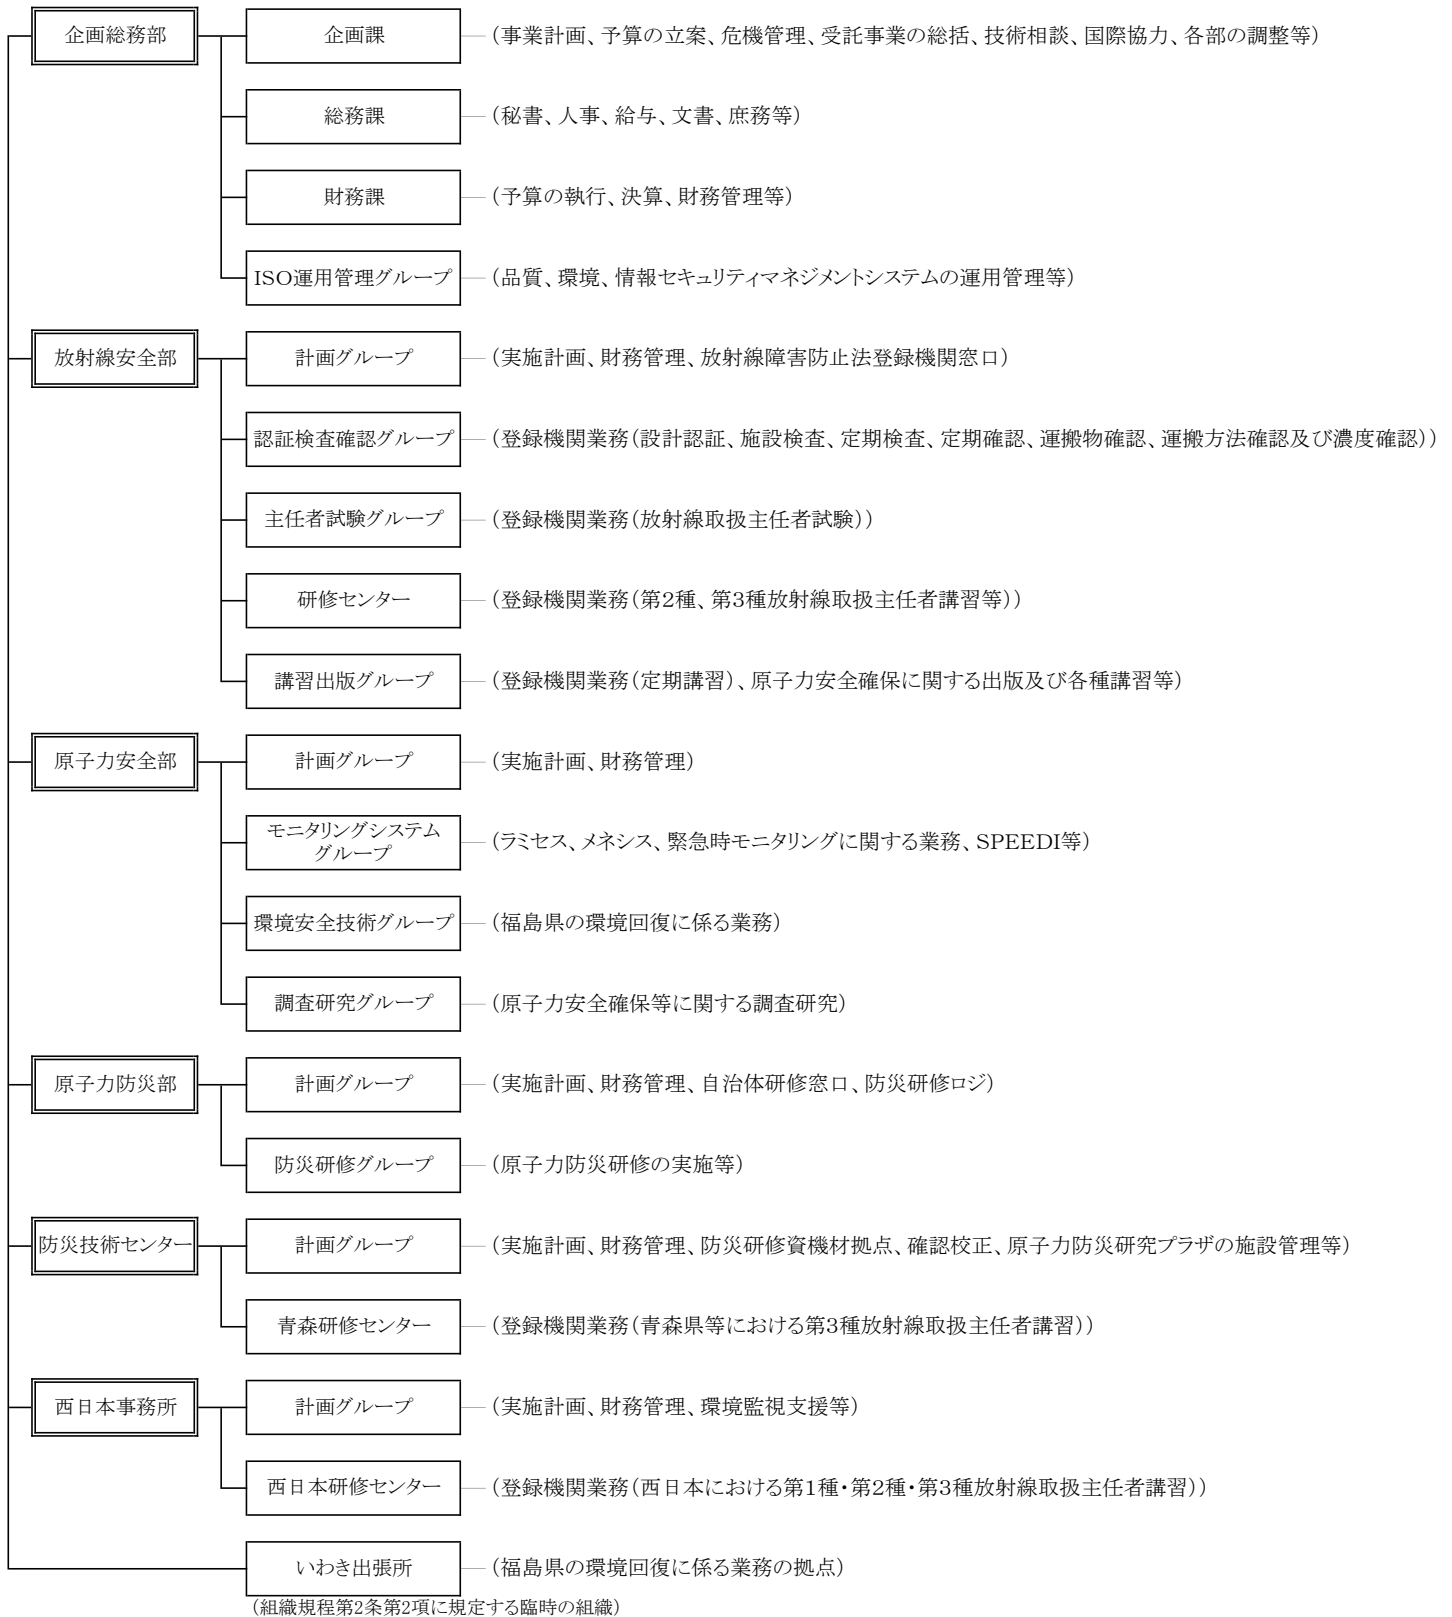 企画総務部 企画課 （事業計画、予算の立案、危機管理、受託事業の総括、技術相談、国際協力、各部の調整等）
総務課 （秘書、人事、給与、文書、庶務等）
財務課 （予算の執行、決算、財務管理等）
ISO運用管理グループ （品質、環境、情報セキュリティマネジメントシステムの運用管理等）
放射線安全部 計画グループ （実施計画、財務管理、放射線障害防止法登録機関窓口）
認証検査確認グループ （登録機関業務（設計認証、施設検査、定期検査、定期確認、運搬物確認、運搬方法確認及び濃度確認））
主任者試験グループ （登録機関業務（放射線取扱主任者試験））
研修センター （登録機関業務（第2種、第3種放射線取扱主任者講習等））
講習出版グループ （登録機関業務（定期講習）、原子力安全確保に関する出版及び各種講習等）
原子力安全部 計画グループ （実施計画、財務管理）
モニタリングシステム
グループ （ラミセス、メネシス、緊急時モニタリングに関する業務、SPEEDI等）
環境安全技術グループ （福島県の環境回復に係る業務）
調査研究グループ （原子力安全確保等に関する調査研究）
原子力防災部 計画グループ （実施計画、財務管理、自治体研修窓口、防災研修ロジ）
防災研修グループ （原子力防災研修の実施等）
防災技術センター 計画グループ （実施計画、財務管理、防災研修資機材拠点、確認校正、原子力防災研究プラザの施設管理等）
青森研修センター （登録機関業務（青森県等における第3種放射線取扱主任者講習））
西日本事務所 計画グループ （実施計画、財務管理、環境監視支援等）
西日本研修センター （登録機関業務（西日本における第1種・第2種・第3種放射線取扱主任者講習））
いわき出張所 （福島県の環境回復に係る業務の拠点）
（組織規程第2条第2項に規定する臨時の組織）